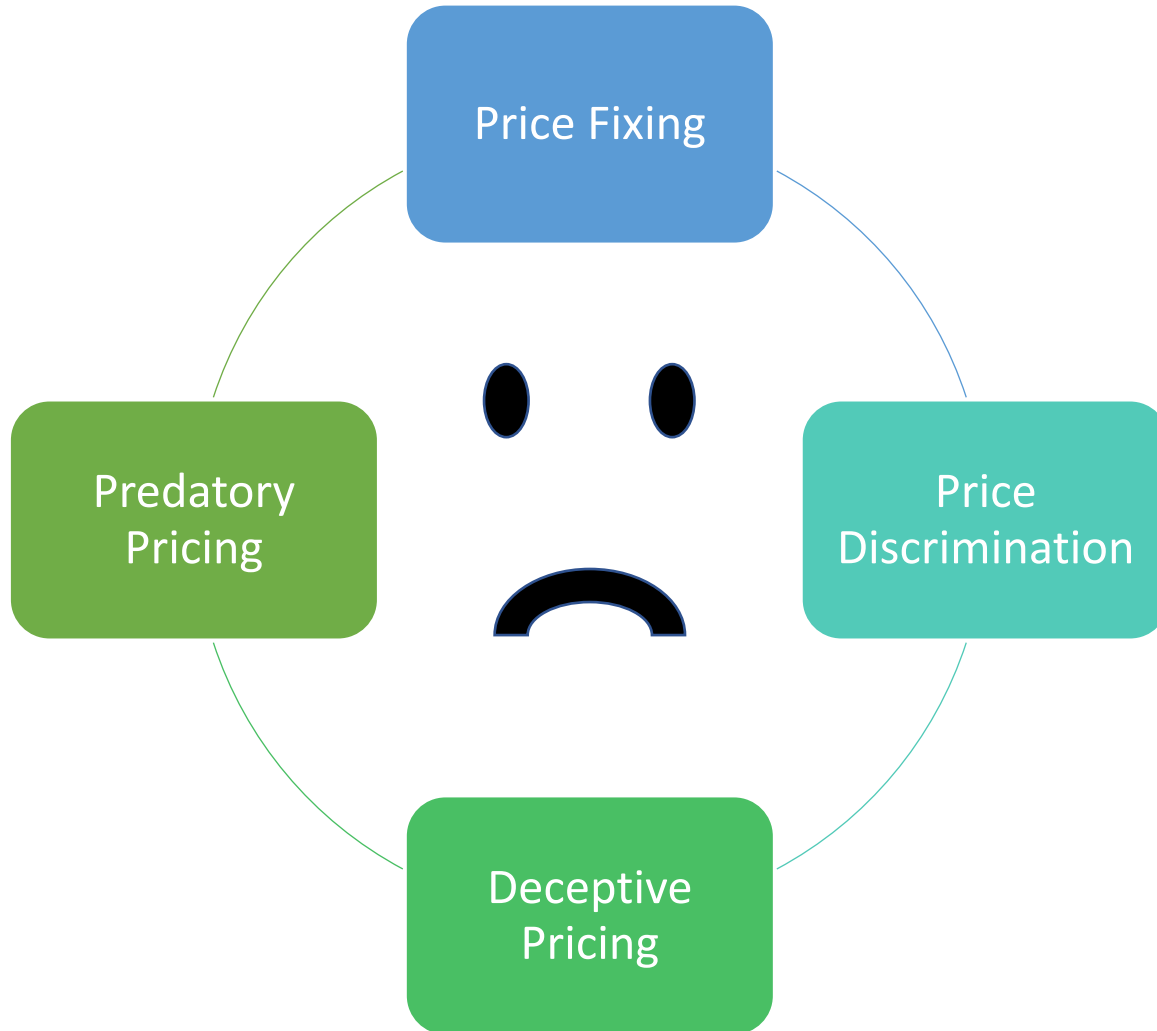 Price Fixing
Predatory
Pricing
Price
Discrimination
Deceptive
Pricing